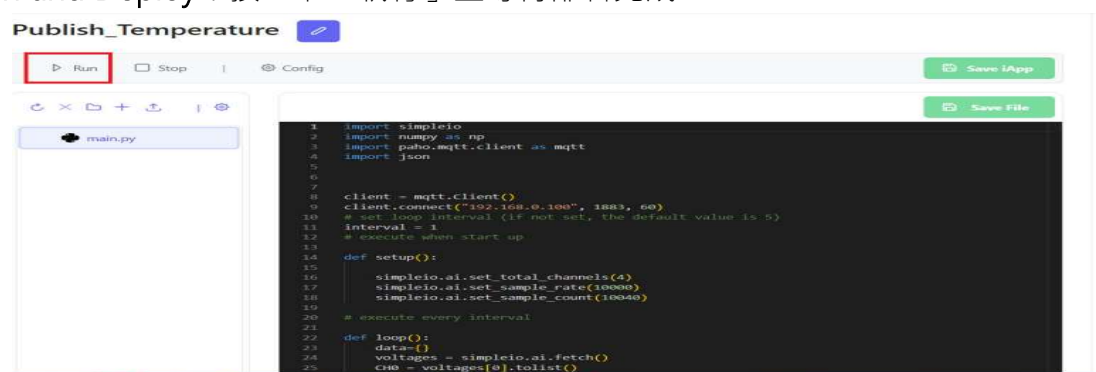 Publish_Temperature
Run Stop | Config Save iApp
Save File
main.py
1 import simpleio
2 import numpy as np
3 import paho.mqtt.client as mqtt
4 import json
5
6
7
8 client = mqtt.Client()
9 client.connect("192.168.0.100", 1883, 60)
10 # set loop interval (if not set, the default value is 5)
11 interval = 1
12 # execute when start up
13
14 def setup():
15
16 simpleio.ai.set_total_channels(4)
17 simpleio.ai.set_sample_rate(10000)
18 simpleio.ai.set_sample_count(10040)
19
20 # execute every interval
21
22 def loop():
23 data={}
24 voltages = simpleio.ai.fetch()
25 CH0 = voltages[0].tolist()